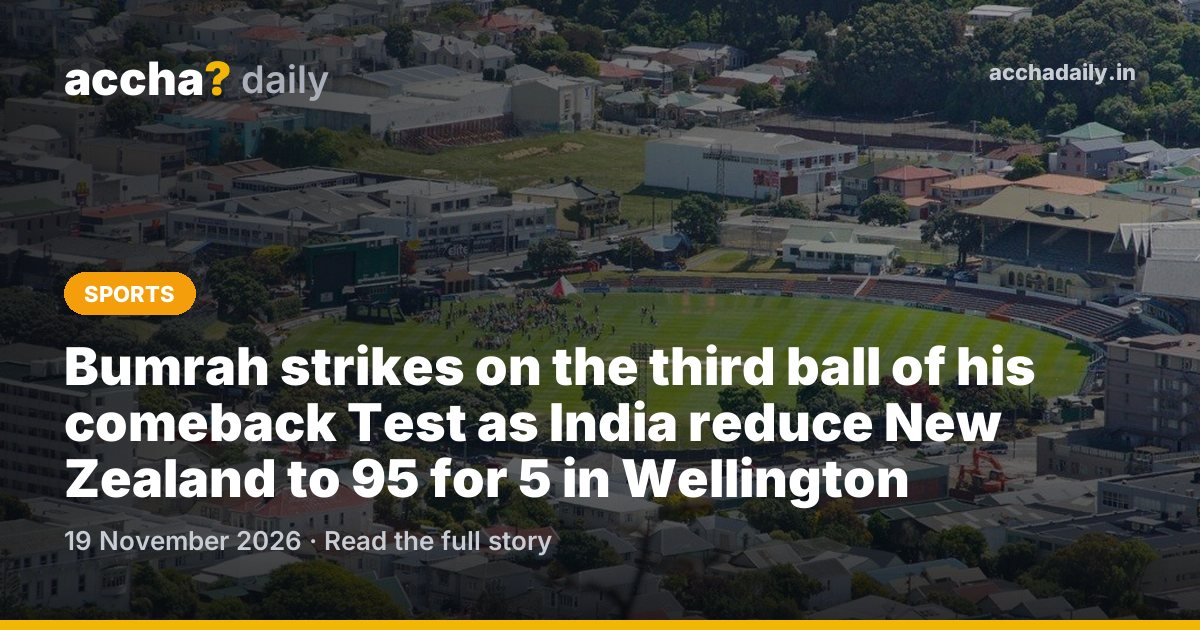 accha? daily
acchadaily.in
SPORTS
Bumrah strikes on the third ball of his
comeback Test as India reduce New
Zealand to 95 for 5 in Wellington
19 November 2026 · Read the full story